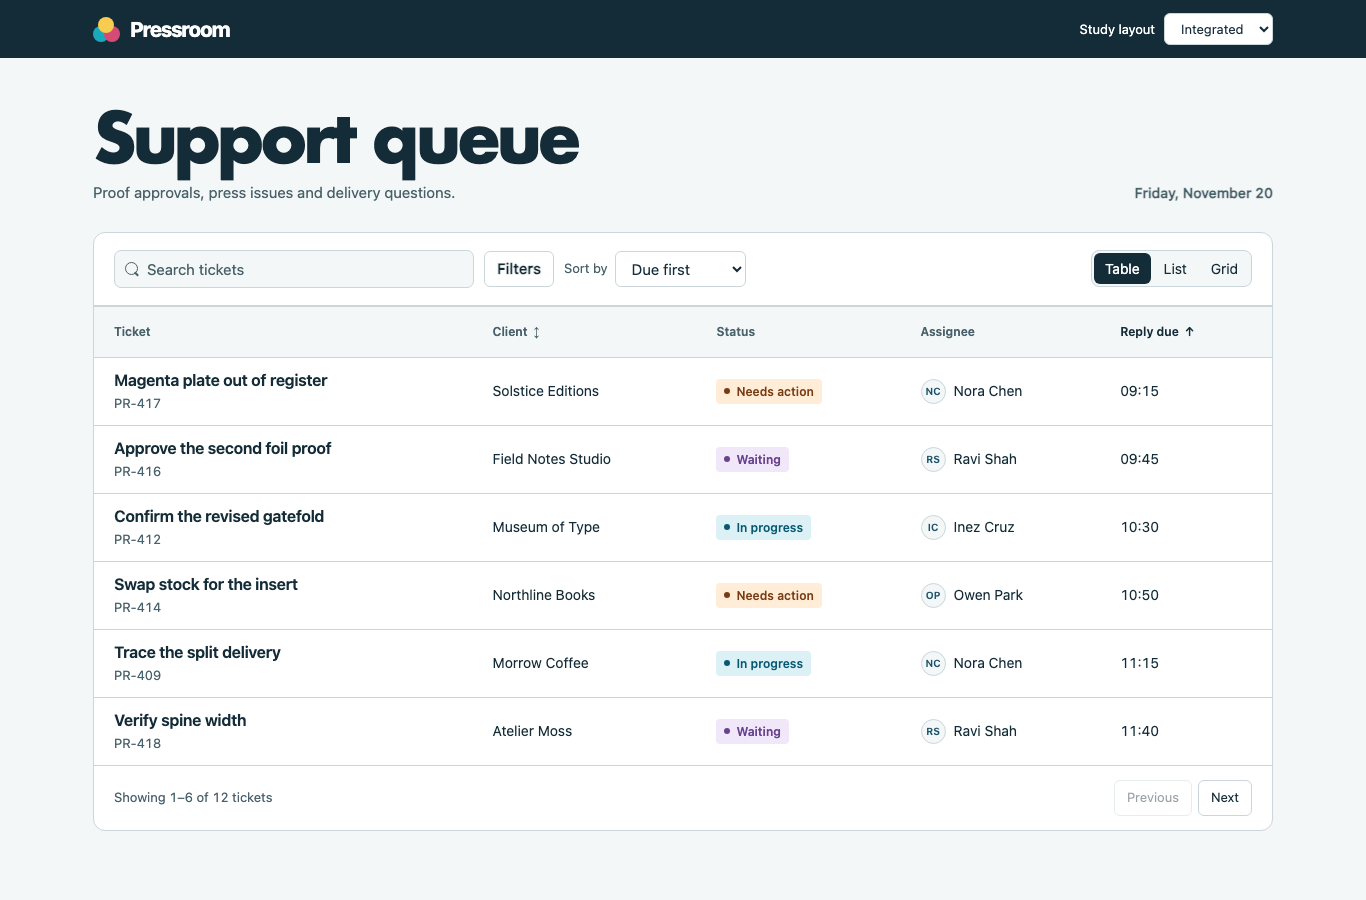 Pressroom
Study layout Integrated
Support queue
Proof approvals, press issues and delivery questions.
Friday, November 20
Search tickets Filters Sort by Due first Table List Grid
Ticket Client ↕ Status Assignee Reply due ↑
Magenta plate out of register
PR-417
Solstice Editions Needs action NC Nora Chen 09:15
Approve the second foil proof
PR-416
Field Notes Studio Waiting RS Ravi Shah 09:45
Confirm the revised gatefold
PR-412
Museum of Type In progress IC Inez Cruz 10:30
Swap stock for the insert
PR-414
Northline Books Needs action OP Owen Park 10:50
Trace the split delivery
PR-409
Morrow Coffee In progress NC Nora Chen 11:15
Verify spine width
PR-418
Atelier Moss Waiting RS Ravi Shah 11:40
Showing 1–6 of 12 tickets Previous Next